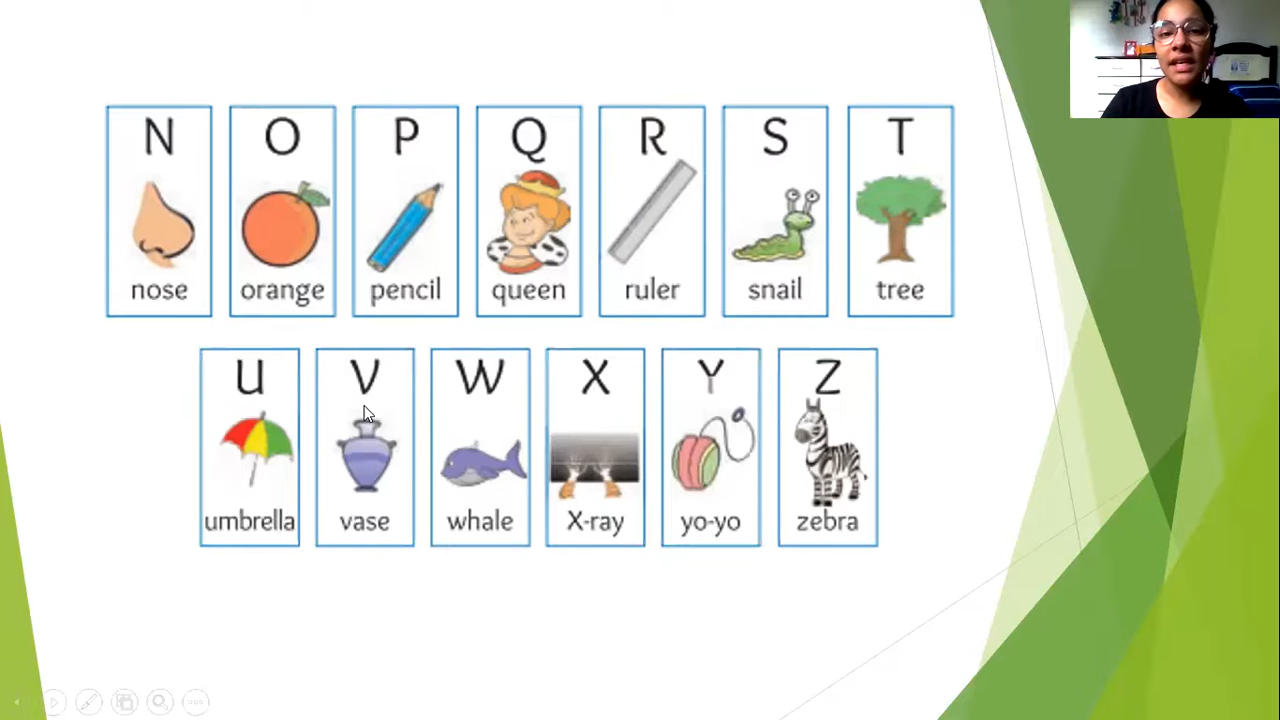 N O P Q R S T
nose orange pencil queen ruler snail tree
U V W X Y Z
umbrella vase whale X-ray yo-yo zebra